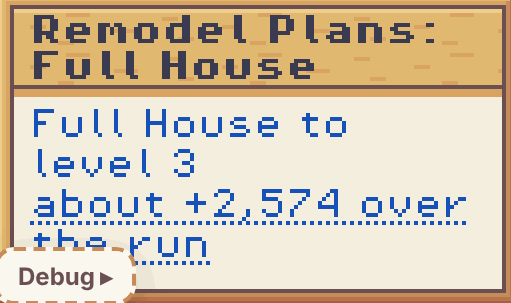 Remodel Plans:
Full House
Full House to
level 3
about +2,574 over
the run
Debug ▸